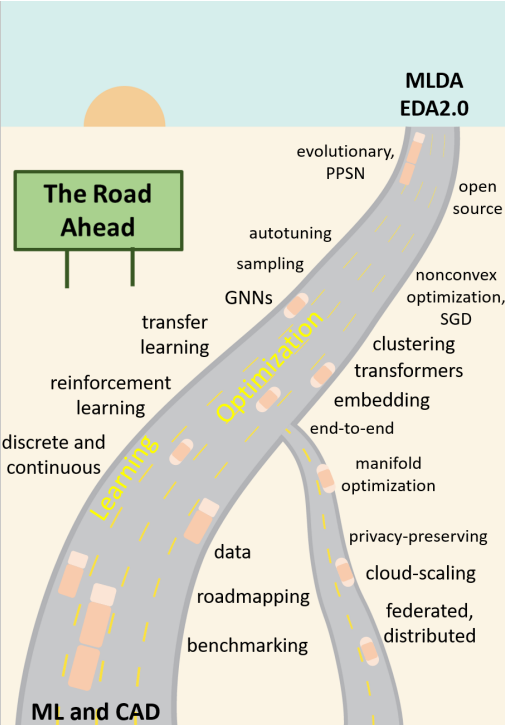 MLDA
EDA2.0
evolutionary,
PPSN
The Road
Ahead
open
source
autotuning
sampling
nonconvex
optimization,
SGD
GNNs
transfer
learning
clustering
transformers
Optimization
reinforcement
learning
embedding
end-to-end
discrete and
continuous
Learning
manifold
optimization
privacy-preserving
data
cloud-scaling
roadmapping
federated,
distributed
benchmarking
ML and CAD